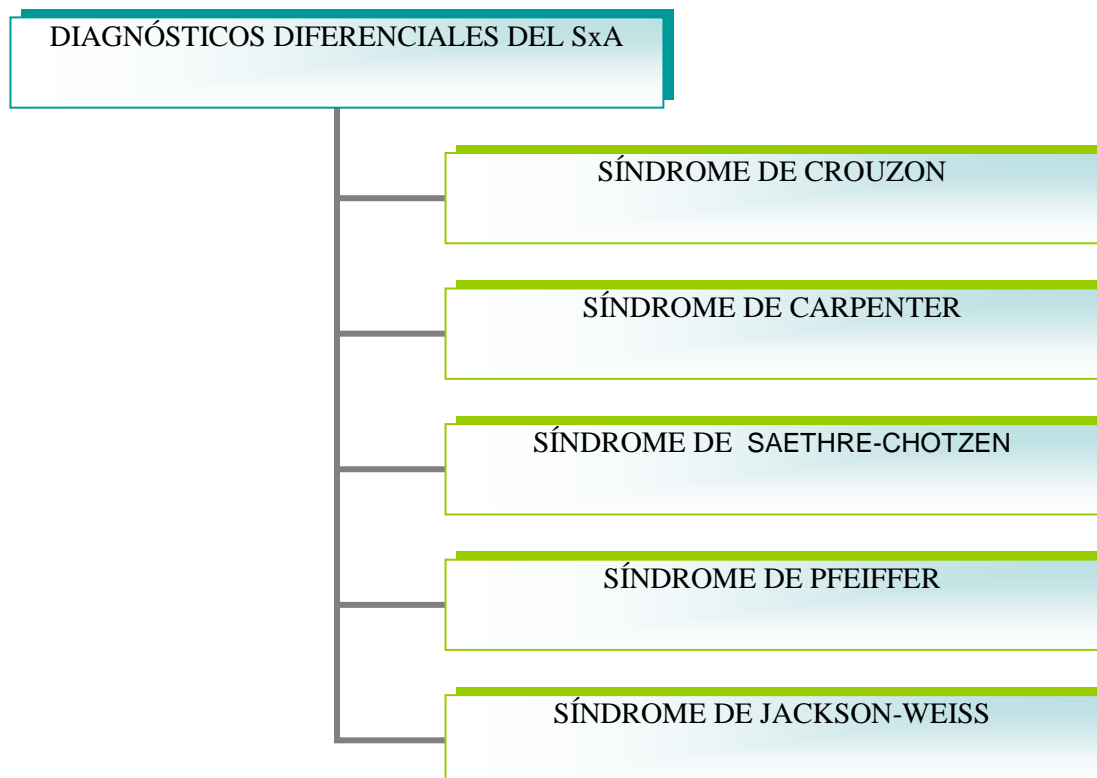 DIAGNÓSTICOS DIFERENCIALES DEL SxA
SÍNDROME DE CROUZON
SÍNDROME DE CARPENTER
SÍNDROME DE SAETHRE-CHOTZEN
SÍNDROME DE PFEIFFER
SÍNDROME DE JACKSON-WEISS